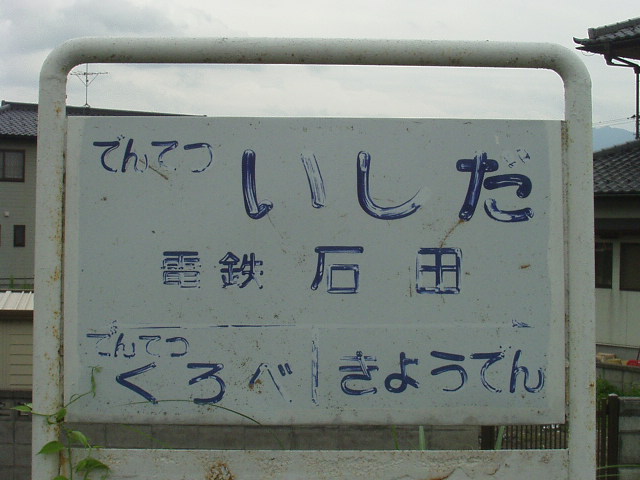 でんてつ いしだ
電鉄 石田
でんてつ
くろべ きょうでん